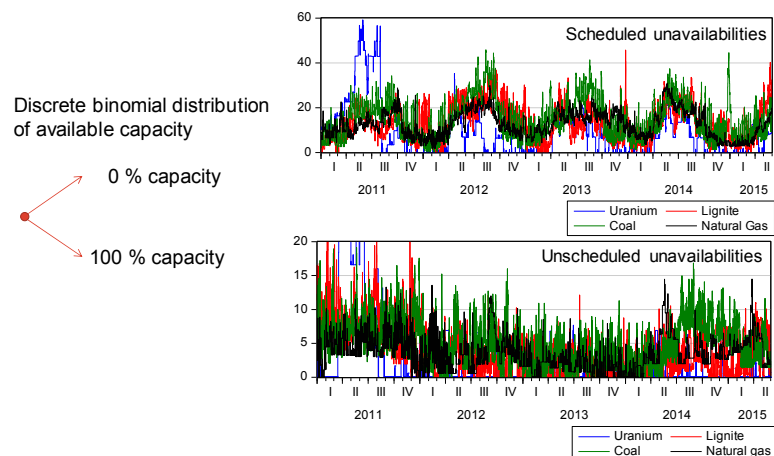 Discrete binomial distribution
of available capacity
0 % capacity
100 % capacity
Scheduled unavailabilities
60
40
20
0
I II III IV I II III IV I II III IV I II III IV I II
2011 2012 2013 2014 2015
Uranium Lignite
Coal Natural Gas
Unscheduled unavailabilities
20
15
10
5
0
I II III IV I II III IV I II III IV I II III IV I II
2011 2012 2013 2014 2015
Uranium Lignite
Coal Natural gas